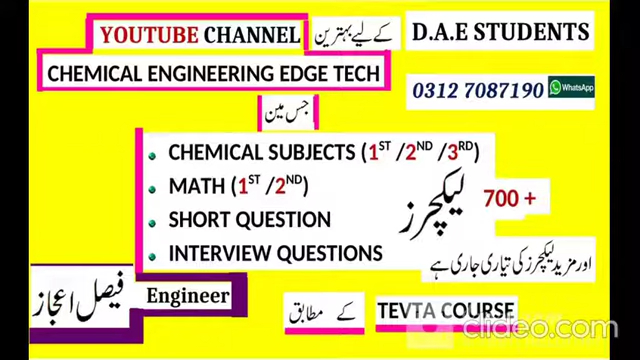 D.A.E STUDENTS کے لیے بہترین YOUTUBE CHANNEL
CHEMICAL ENGINEERING EDGE TECH
0312 7087190 WhatsApp
جس میں
CHEMICAL SUBJECTS (1ST /2ND /3RD)
MATH (1ST /2ND)
SHORT QUESTION
INTERVIEW QUESTIONS
700 + لیکچرز
اور مزید لیکچرز کی تیاری جاری ہے
Engineer فیصل اعجاز
TEVTA COURSE کے مطابق
clideo.com